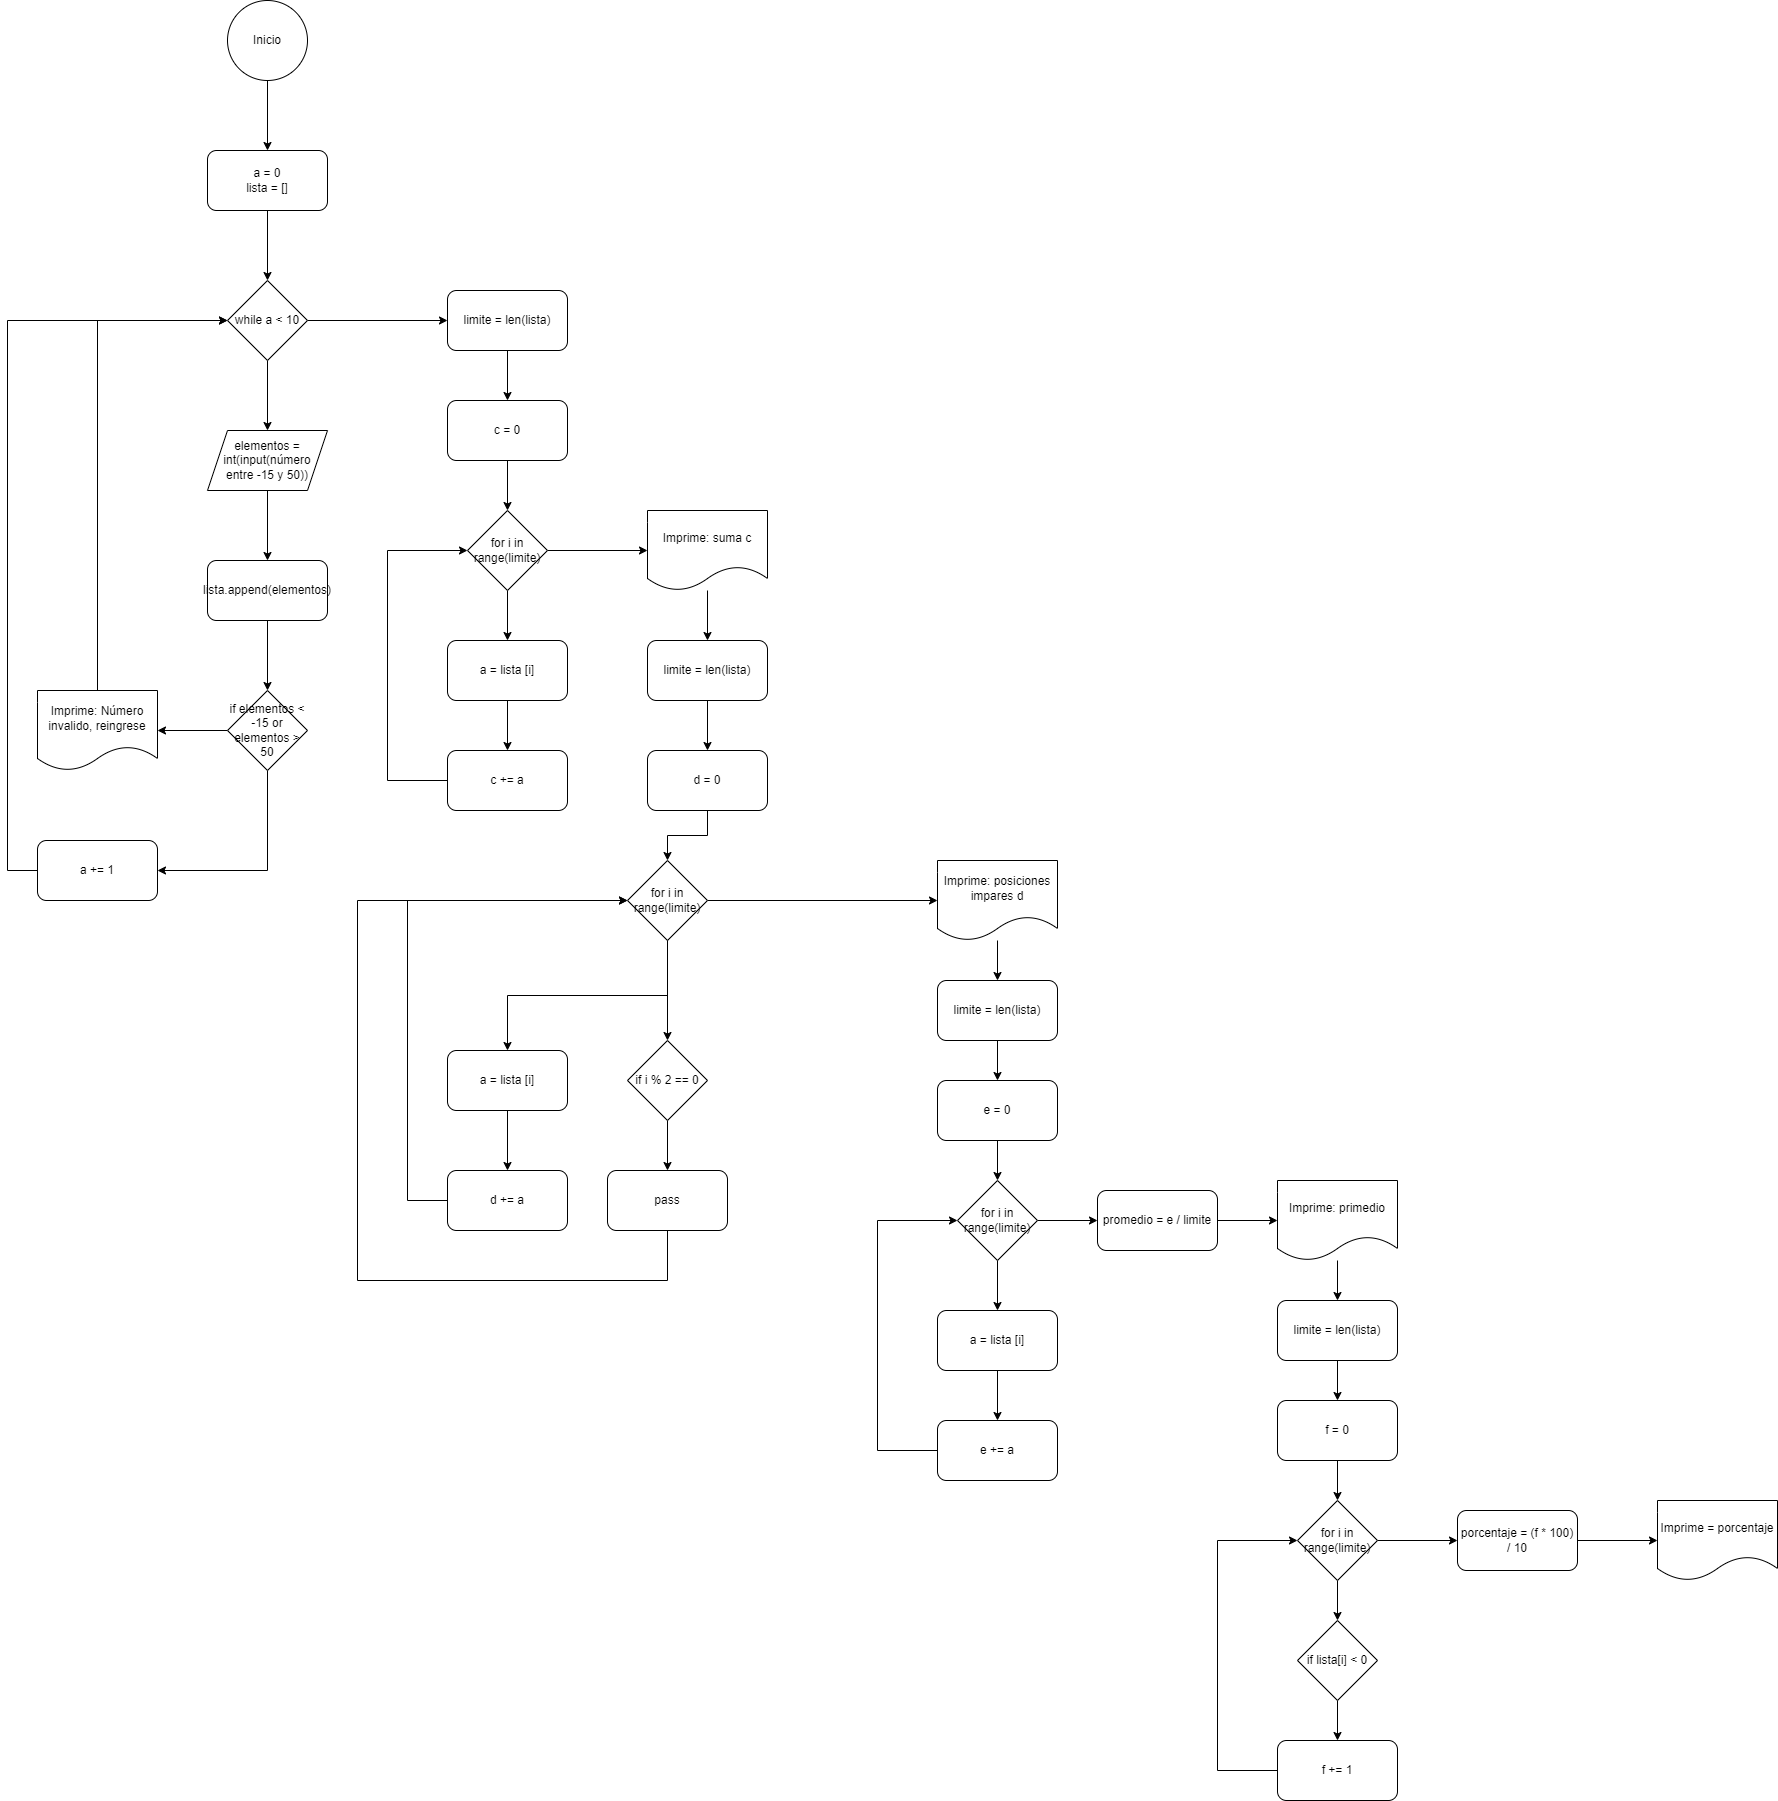 Inicio
a = 0
lista = []
while a < 10
elementos =
int(input(número
entre -15 y 50))
lista.append(elementos)
if elementos <
-15 or
elementos >
50
Imprime: Número
invalido, reingrese
a += 1
limite = len(lista)
c = 0
for i in
range(limite)
a = lista [i]
c += a
Imprime: suma c
limite = len(lista)
d = 0
for i in
range(limite)
a = lista [i]
d += a
if i % 2 == 0
pass
Imprime: posiciones
impares d
limite = len(lista)
e = 0
for i in
range(limite)
a = lista [i]
e += a
promedio = e / limite
Imprime: primedio
limite = len(lista)
f = 0
for i in
range(limite)
if lista[i] < 0
f += 1
porcentaje = (f * 100)
/ 10
Imprime = porcentaje